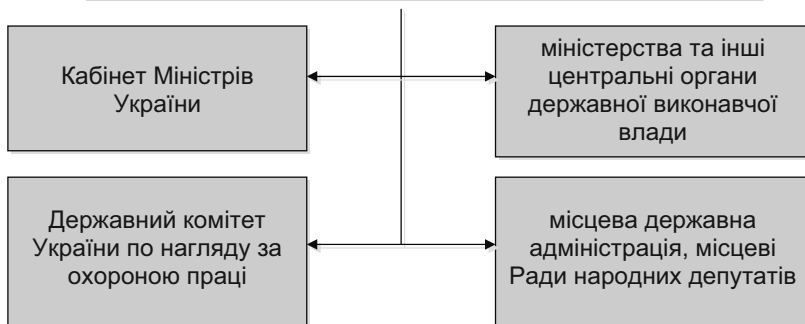 Кабінет Міністрів
України
міністерства та інші
центральні органи
державної виконавчої
влади
Державний комітет
України по нагляду за
охороною праці
місцева державна
адміністрація, місцеві
Ради народних депутатів